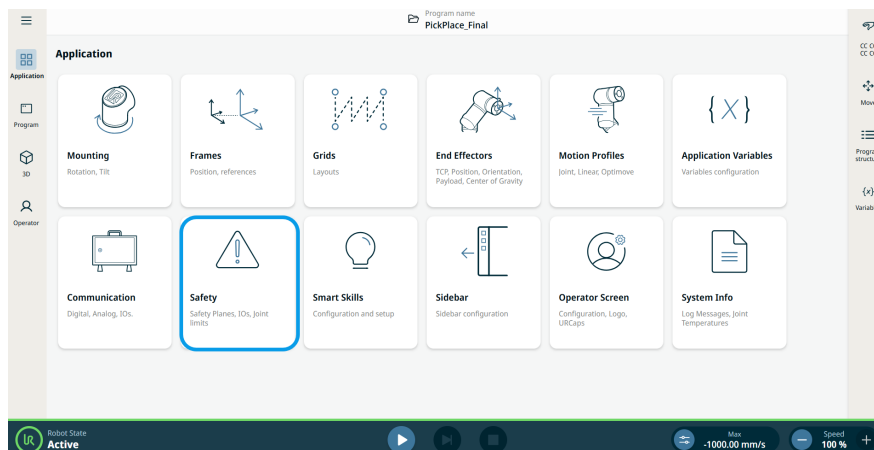 Program name
PickPlace_Final
Application
Application
Program
3D
Operator
Mounting
Rotation, Tilt
Frames
Position, references
Grids
Layouts
End Effectors
TCP, Position, Orientation,
Payload, Center of Gravity
Motion Profiles
Joint, Linear, Optimove
Application Variables
Variables configuration
Communication
Digital, Analog, IOs.
Safety
Safety Planes, IOs, Joint
limits
Smart Skills
Configuration and setup
Sidebar
Sidebar configuration
Operator Screen
Configuration, Logo,
URCaps
System Info
Log Messages, Joint
Temperatures
Robot State
Active
Max
-1000.00 mm/s
Speed
100 %